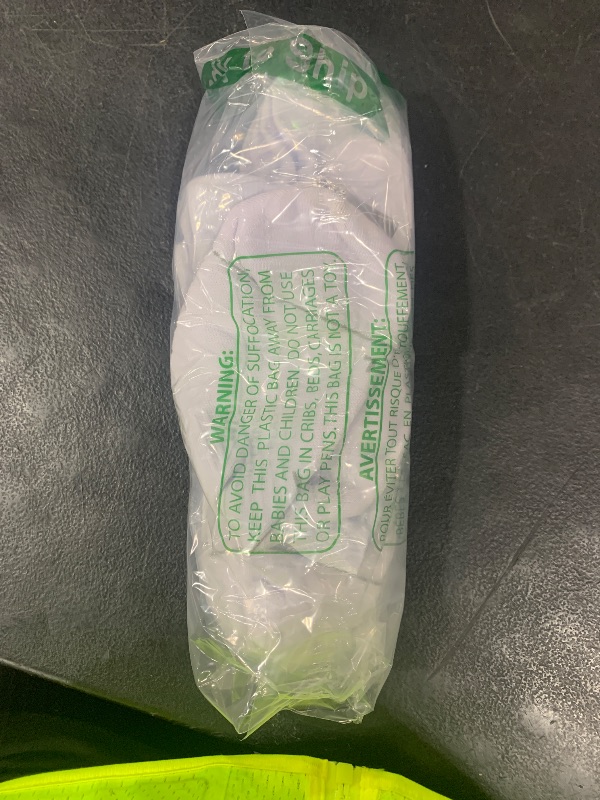 Ship
WARNING:
TO AVOID DANGER OF SUFFOCATION,
KEEP THIS PLASTIC BAG AWAY FROM
BABIES AND CHILDREN. DO NOT USE
THIS BAG IN CRIBS, BEDS, CARRIAGES
OR PLAY PENS. THIS BAG IS NOT A TOY
AVERTISSEMENT:
POUR ÉVITER TOUT RISQUE D'ÉTOUFFEMENT,